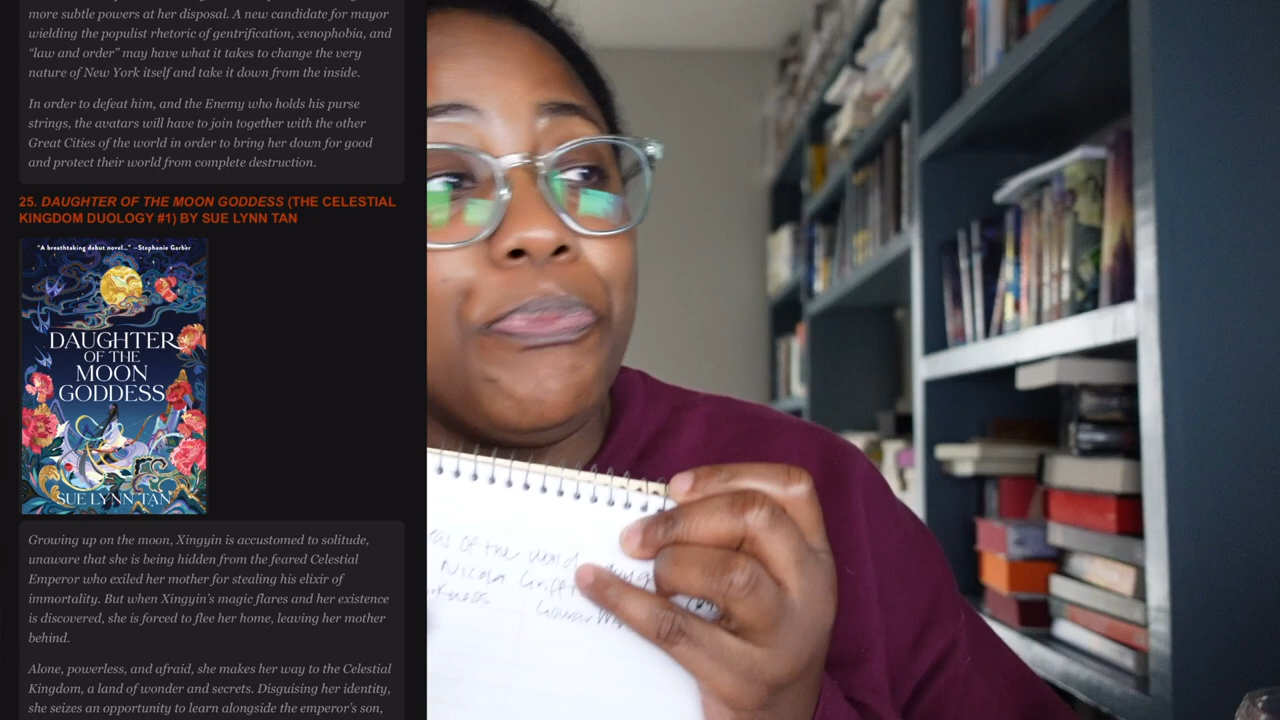 more subtle powers at her disposal. A new candidate for mayor
wielding the populist rhetoric of gentrification, xenophobia, and
“law and order” may have what it takes to change the very
nature of New York itself and take it down from the inside.
In order to defeat him, and the Enemy who holds his purse
strings, the avatars will have to join together with the other
Great Cities of the world in order to bring her down for good
and protect their world from complete destruction.
25. DAUGHTER OF THE MOON GODDESS (THE CELESTIAL
KINGDOM DUOLOGY #1) BY SUE LYNN TAN
“A breathtaking debut novel...” —Stephanie Garber
DAUGHTER
OF THE
MOON
GODDESS
SUE LYNN TAN
Growing up on the moon, Xingyin is accustomed to solitude,
unaware that she is being hidden from the feared Celestial
Emperor who exiled her mother for stealing his elixir of
immortality. But when Xingyin’s magic flares and her existence
is discovered, she is forced to flee her home, leaving her mother
behind.
Alone, powerless, and afraid, she makes her way to the Celestial
Kingdom, a land of wonder and secrets. Disguising her identity,
she seizes an opportunity to learn alongside the emperor’s son,
of the world
Nicola